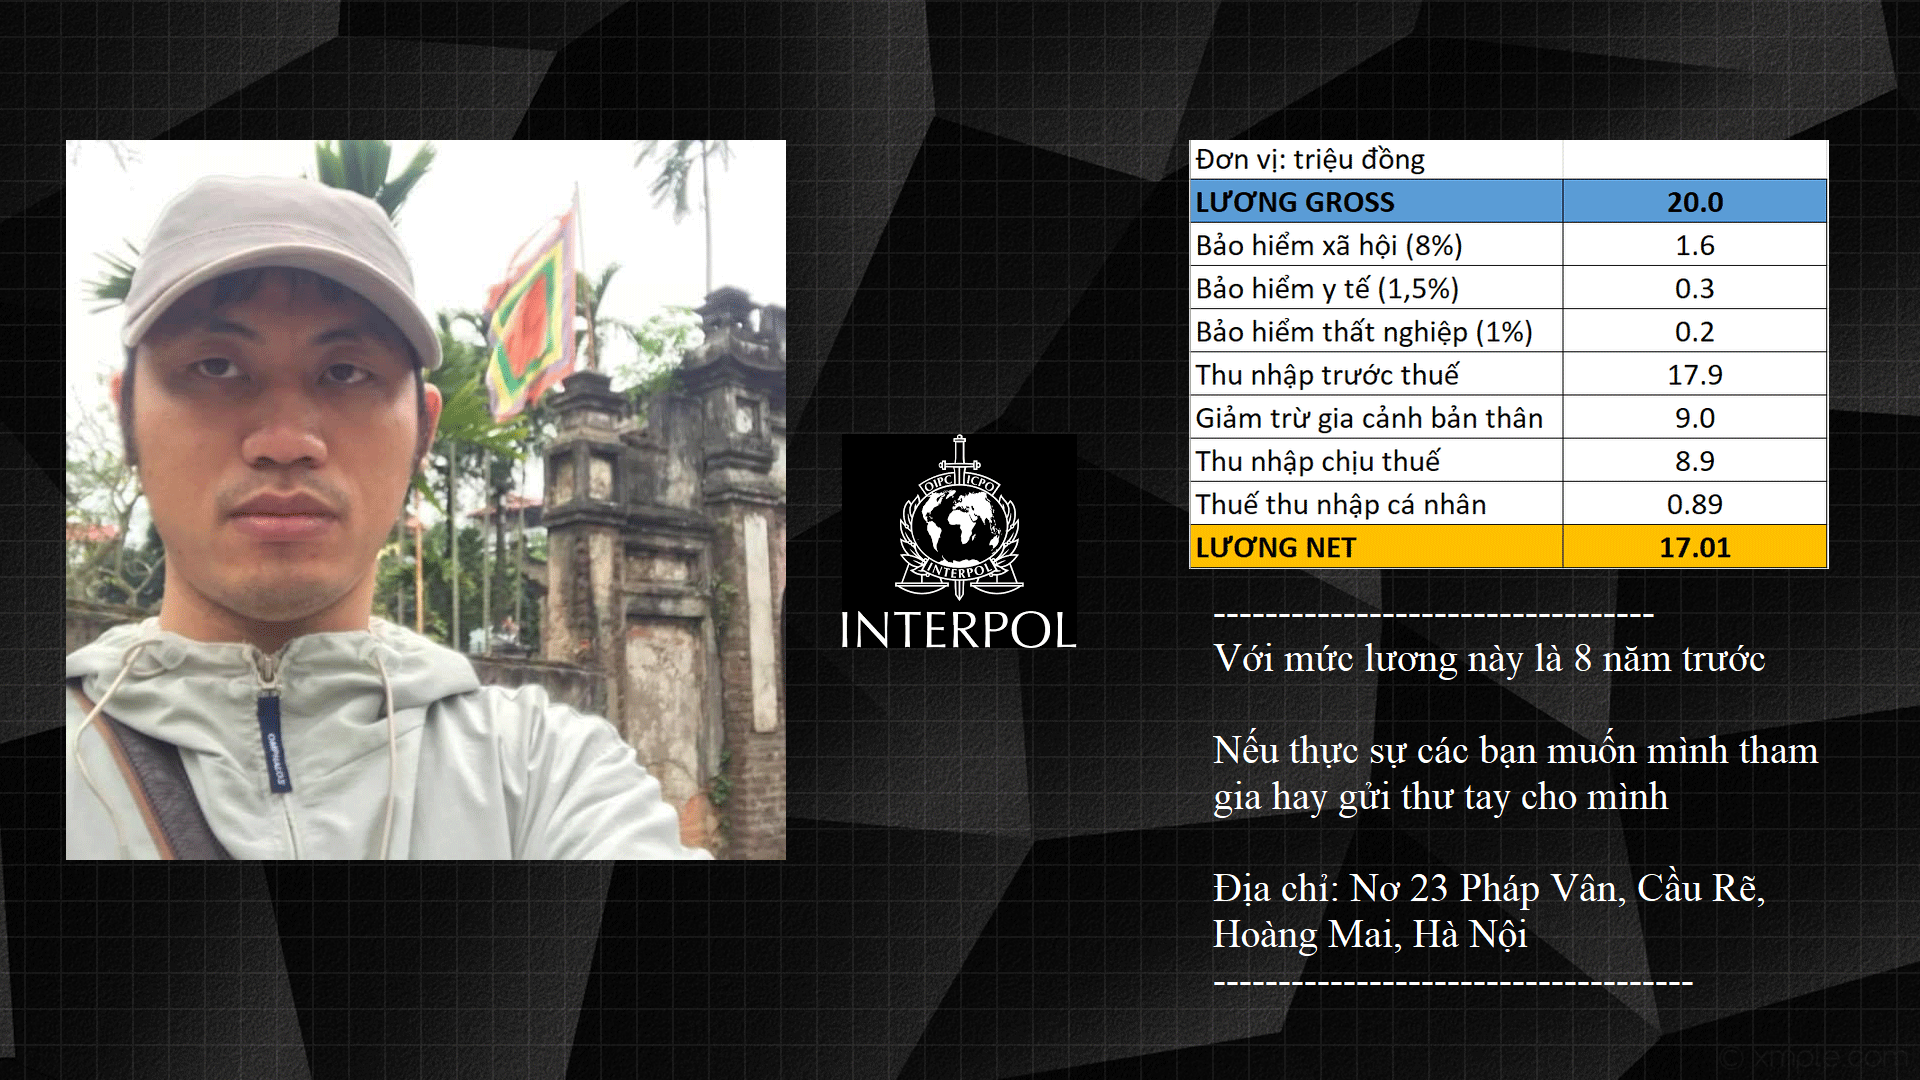 OIPC ICPO
INTERPOL
INTERPOL
Đơn vị: triệu đồng
LƯƠNG GROSS 20.0
Bảo hiểm xã hội (8%) 1.6
Bảo hiểm y tế (1,5%) 0.3
Bảo hiểm thất nghiệp (1%) 0.2
Thu nhập trước thuế 17.9
Giảm trừ gia cảnh bản thân 9.0
Thu nhập chịu thuế 8.9
Thuế thu nhập cá nhân 0.89
LƯƠNG NET 17.01
----------------------------------
Với mức lương này là 8 năm trước
Nếu thực sự các bạn muốn mình tham
gia hay gửi thư tay cho mình
Địa chỉ: Nơ 23 Pháp Vân, Cầu Rẽ,
Hoàng Mai, Hà Nội
-------------------------------------
© xmple.com